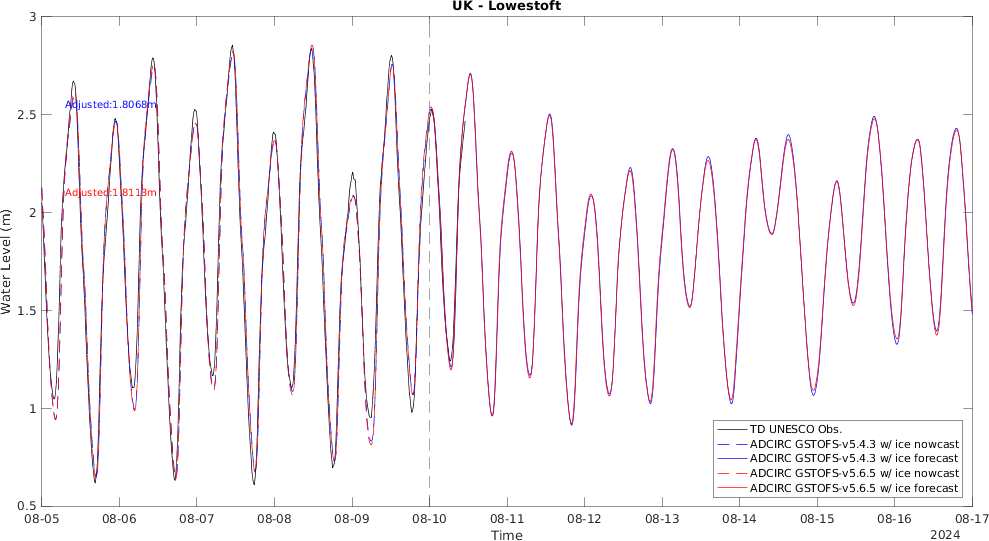 UK - Lowestoft
3
2.5
2
1.5
1
0.5
Water Level (m)
Adjusted:1.8068m
Adjusted:1.8113m
TD UNESCO Obs.
ADCIRC GSTOFS-v5.4.3 w/ ice nowcast
ADCIRC GSTOFS-v5.4.3 w/ ice forecast
ADCIRC GSTOFS-v5.6.5 w/ ice nowcast
ADCIRC GSTOFS-v5.6.5 w/ ice forecast
08-05 08-06 08-07 08-08 08-09 08-10 08-11 08-12 08-13 08-14 08-15 08-16 08-17
Time
2024